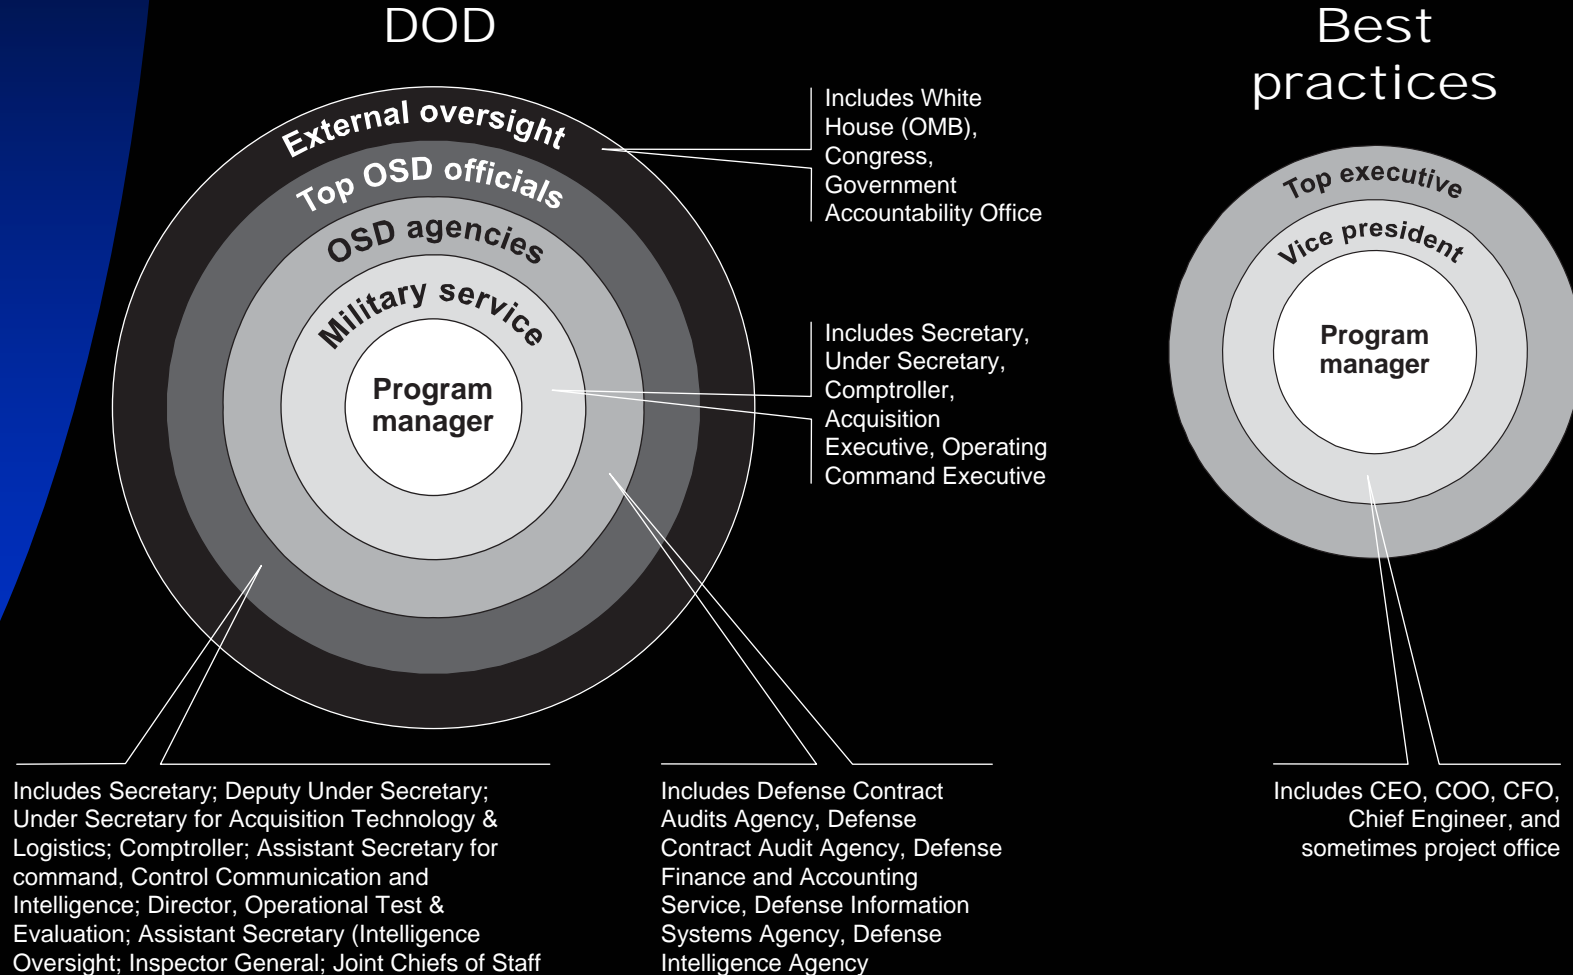 DOD
External oversight
Top OSD officials
OSD agencies
Military service
Program
manager
Includes White
House (OMB),
Congress,
Government
Accountability Office
Includes Secretary,
Under Secretary,
Comptroller,
Acquisition
Executive, Operating
Command Executive
Includes Secretary; Deputy Under Secretary;
Under Secretary for Acquisition Technology &
Logistics; Comptroller; Assistant Secretary for
command, Control Communication and
Intelligence; Director, Operational Test &
Evaluation; Assistant Secretary (Intelligence
Oversight; Inspector General; Joint Chiefs of Staff
Includes Defense Contract
Audits Agency, Defense
Contract Audit Agency, Defense
Finance and Accounting
Service, Defense Information
Systems Agency, Defense
Intelligence Agency
Best
practices
Top executive
Vice president
Program
manager
Includes CEO, COO, CFO,
Chief Engineer, and
sometimes project office